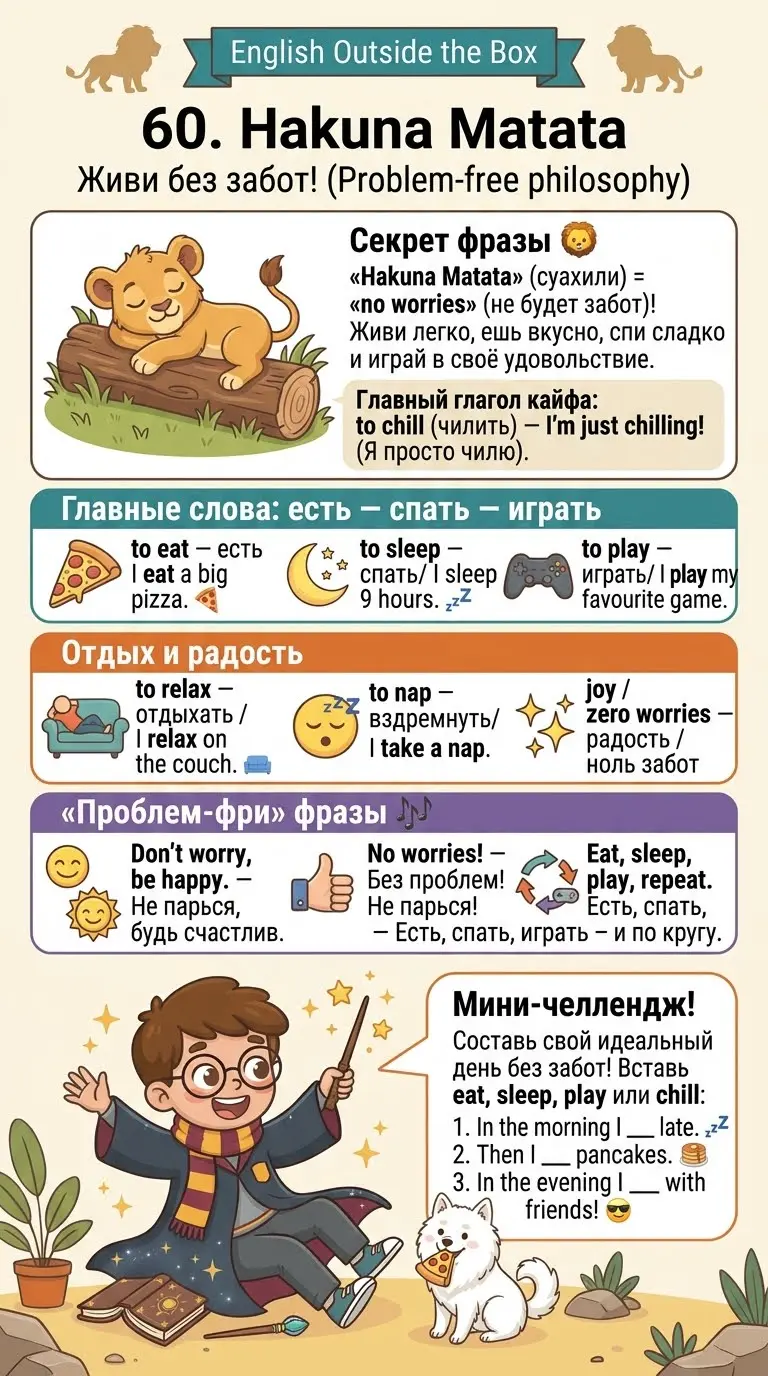 English Outside the Box
60. Hakuna Matata
Живи без забот! (Problem-free philosophy)
Секрет фразы
«Hakuna Matata» (суахили) =
«no worries» (не будет забот)!
Живи легко, ешь вкусно, спи сладко
и играй в своё удовольствие.
Главный глагол кайфа:
to chill (чилить) — I'm just chilling!
(Я просто чилю).
Главные слова: есть — спать — играть
to eat — есть
I eat a big
pizza.
to sleep —
спать/ I sleep
9 hours. zzZ
to play —
играть/ I play my
favourite game.
Отдых и радость
to relax —
отдыхать /
I relax on
the couch.
zzZ
to nap —
вздремнуть/
I take a nap.
joy /
zero worries —
радость /
ноль забот
«Проблем-фри» фразы
Don't worry,
be happy. —
Не парься,
будь счастлив.
No worries! —
Без проблем!
Не парься!
Eat, sleep,
play, repeat.
Есть, спать,
— Есть, спать, играть – и по кругу.
Мини-челлендж!
Составь свой идеальный
день без забот! Вставь
eat, sleep, play или chill:
1. In the morning I __ late. zzZ
2. Then I __ pancakes.
3. In the evening I __ with
friends!